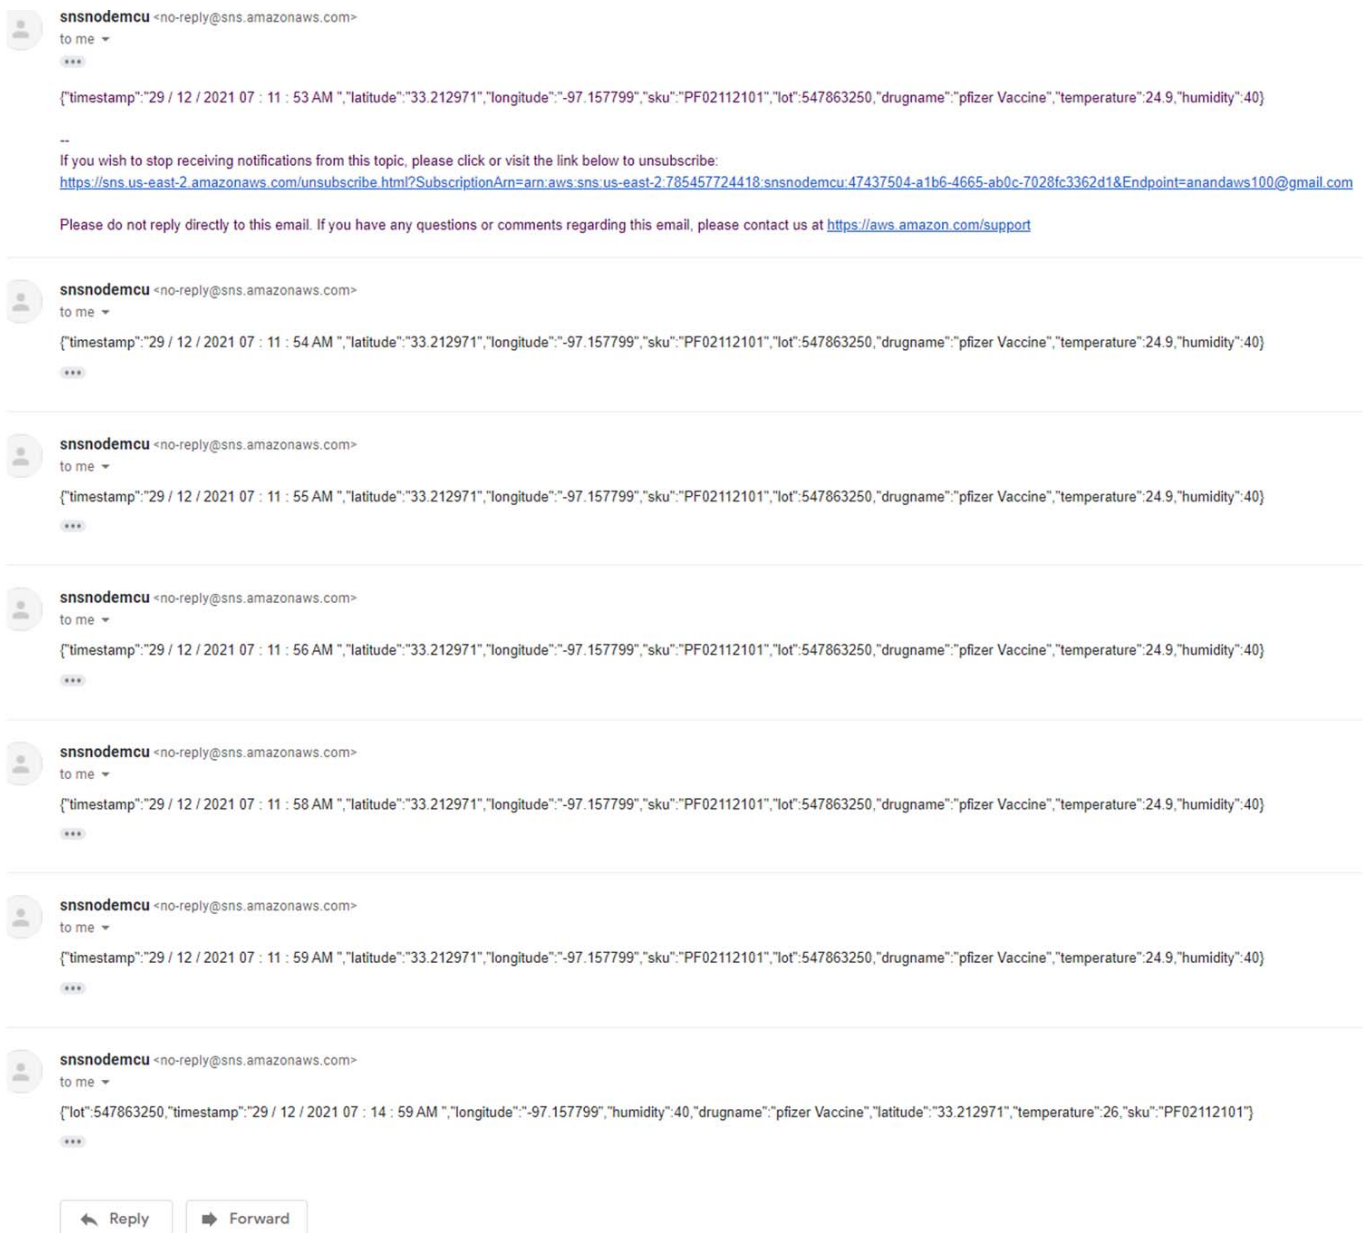 snsnodemcu <no-reply@sns.amazonaws.com>
to me
{"timestamp":"29 / 12 / 2021 07 : 11 : 53 AM ","latitude":"33.212971","longitude":"-97.157799","sku":"PF02112101","lot":547863250,"drugname":"pfizer Vaccine","temperature":24.9,"humidity":40}
--
If you wish to stop receiving notifications from this topic, please click or visit the link below to unsubscribe:
https://sns.us-east-2.amazonaws.com/unsubscribe.html?SubscriptionArn=arn:aws:sns:us-east-2:785457724418:snsnodemcu:47437504-a1b6-4665-ab0c-7028fc3362d1&Endpoint=anandaws100@gmail.com
Please do not reply directly to this email. If you have any questions or comments regarding this email, please contact us at https://aws.amazon.com/support
snsnodemcu <no-reply@sns.amazonaws.com>
to me
{"timestamp":"29 / 12 / 2021 07 : 11 : 54 AM ","latitude":"33.212971","longitude":"-97.157799","sku":"PF02112101","lot":547863250,"drugname":"pfizer Vaccine","temperature":24.9,"humidity":40}
snsnodemcu <no-reply@sns.amazonaws.com>
to me
{"timestamp":"29 / 12 / 2021 07 : 11 : 55 AM ","latitude":"33.212971","longitude":"-97.157799","sku":"PF02112101","lot":547863250,"drugname":"pfizer Vaccine","temperature":24.9,"humidity":40}
snsnodemcu <no-reply@sns.amazonaws.com>
to me
{"timestamp":"29 / 12 / 2021 07 : 11 : 56 AM ","latitude":"33.212971","longitude":"-97.157799","sku":"PF02112101","lot":547863250,"drugname":"pfizer Vaccine","temperature":24.9,"humidity":40}
snsnodemcu <no-reply@sns.amazonaws.com>
to me
{"timestamp":"29 / 12 / 2021 07 : 11 : 58 AM ","latitude":"33.212971","longitude":"-97.157799","sku":"PF02112101","lot":547863250,"drugname":"pfizer Vaccine","temperature":24.9,"humidity":40}
snsnodemcu <no-reply@sns.amazonaws.com>
to me
{"timestamp":"29 / 12 / 2021 07 : 11 : 59 AM ","latitude":"33.212971","longitude":"-97.157799","sku":"PF02112101","lot":547863250,"drugname":"pfizer Vaccine","temperature":24.9,"humidity":40}
snsnodemcu <no-reply@sns.amazonaws.com>
to me
{"lot":547863250,"timestamp":"29 / 12 / 2021 07 : 14 : 59 AM ","longitude":"-97.157799","humidity":40,"drugname":"pfizer Vaccine","latitude":"33.212971","temperature":26,"sku":"PF02112101"}
Reply Forward